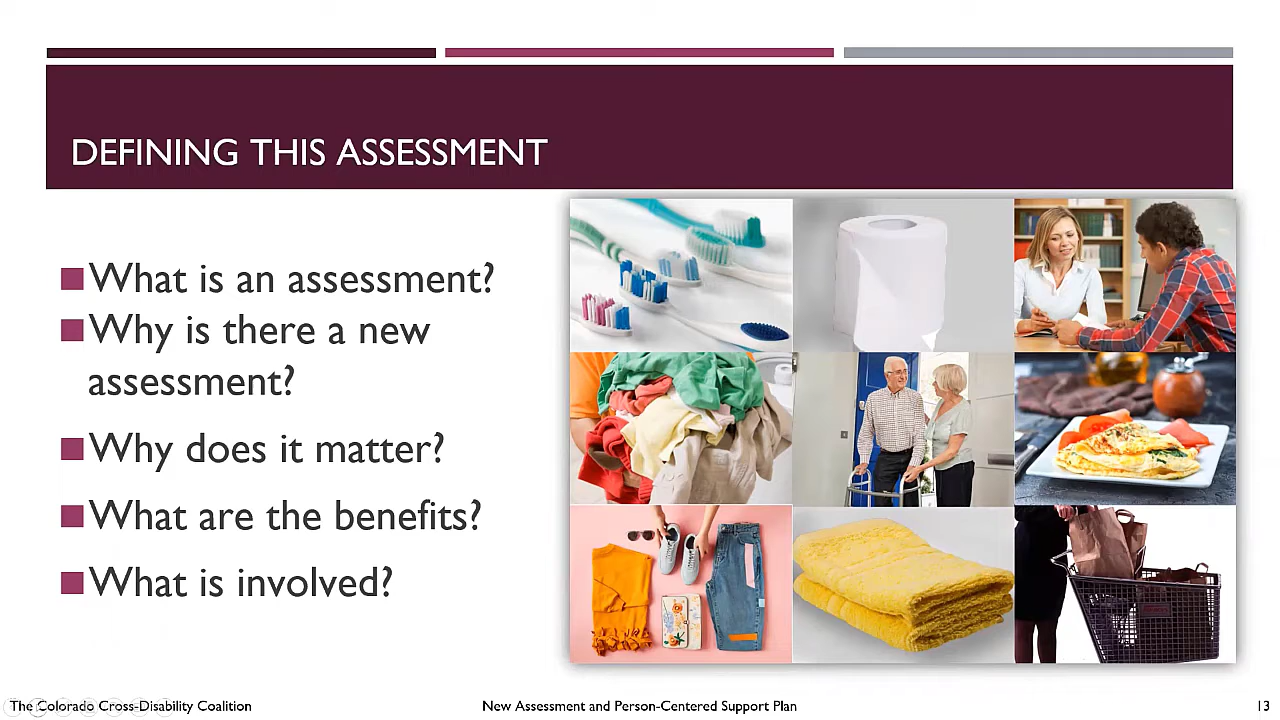 DEFINING THIS ASSESSMENT
■What is an assessment?
■Why is there a new
assessment?
■Why does it matter?
■What are the benefits?
■What is involved?
The Colorado Cross-Disability Coalition
New Assessment and Person-Centered Support Plan
13